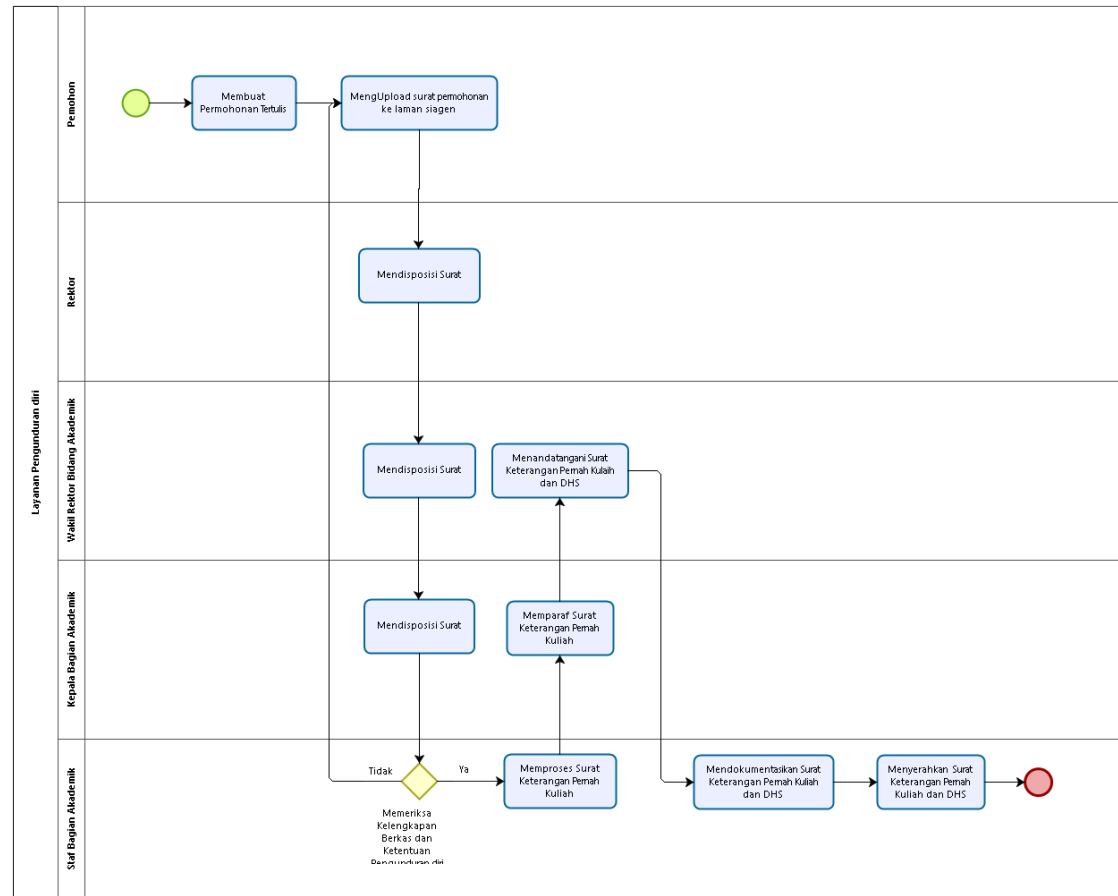 Layanan Pengunduran diri
Pemohon
Membuat
Permohonan Tertulis
MengUpload surat permohonan
ke laman siagen
Rektor
Mendisposisi Surat
Wakil Rektor Bidang Akademik
Mendisposisi Surat
Menandatangani Surat
Keterangan Pernah Kulaih
dan DHS
Kepala Bagian Akademik
Mendisposisi Surat
Memparaf Surat
Keterangan Pernah
Kuliah
Staf Bagian Akademik
Tidak
Ya
Memeriksa
Kelengkapan
Berkas dan
Ketentuan
Pengunduran diri
Memproses Surat
Keterangan Pernah
Kuliah
Mendokumentasikan Surat
Keterangan Pernah Kuliah
dan DHS
Menyerahkan Surat
Keterangan Pernah
Kuliah dan DHS